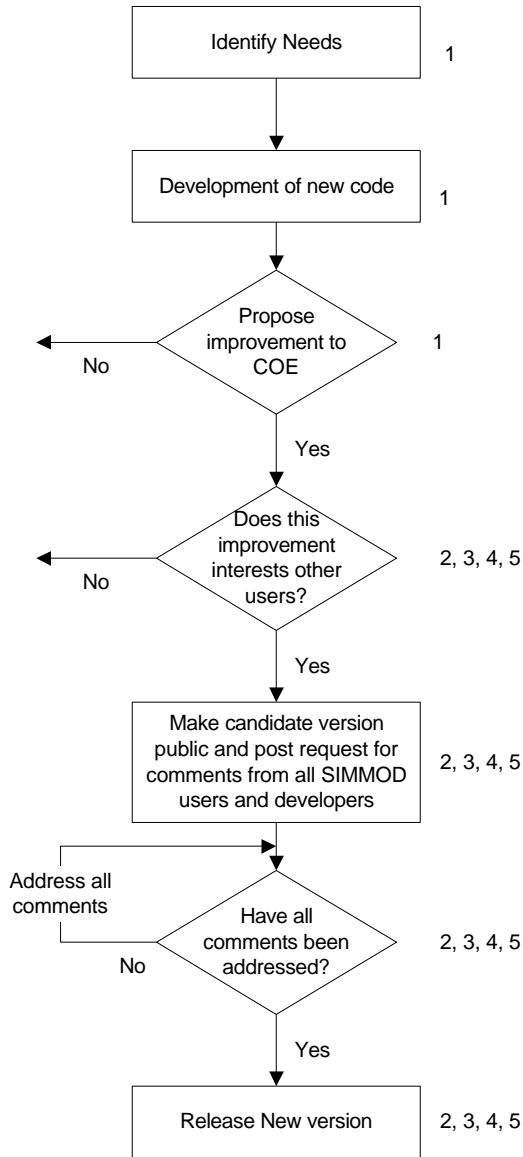 Identify Needs
1
Development of new code
1
Propose
improvement to
COE
1
No
Yes
Does this
improvement
interests other
users?
2, 3, 4, 5
No
Yes
Make candidate version
public and post request for
comments from all SIMMOD
users and developers
2, 3, 4, 5
Address all
comments
Have all
comments been
addressed?
2, 3, 4, 5
No
Yes
Release New version
2, 3, 4, 5